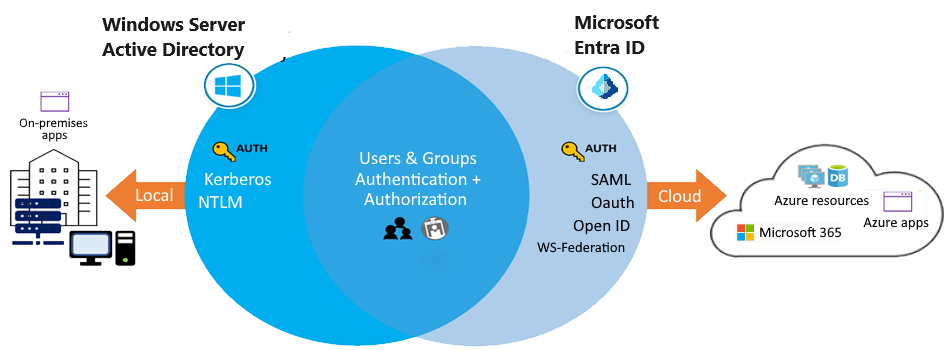 Windows Server
Active Directory
Microsoft
Entra ID
On-premises
apps
AUTH
Kerberos
NTLM
Local
Users & Groups
Authentication +
Authorization
AUTH
SAML
Oauth
Open ID
WS-Federation
Cloud
DB
Azure resources
Azure apps
Microsoft 365